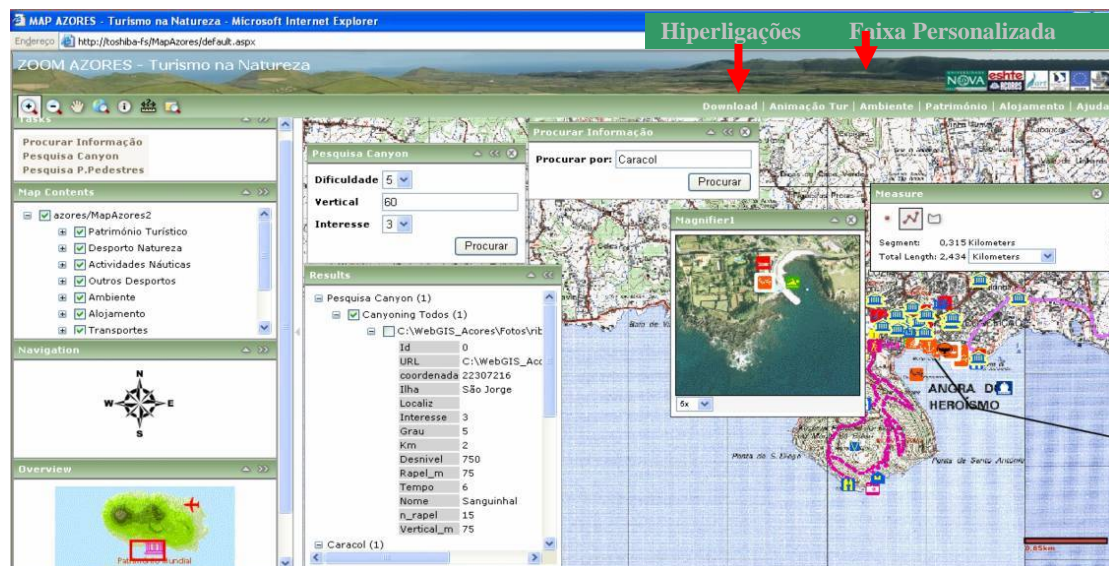 MAP AZORES - Turismo na Natureza - Microsoft Internet Explorer
Endereço http://toshiba-fs/MapAzores/default.aspx
Hiperligações Faixa Personalizada
ZOOM AZORES - Turismo na Natureza
NOVA eshte AÇORES
Download | Animação Tur | Ambiente | Património | Alojamento | Ajuda
Tasks
Procurar Informação
Pesquisa Canyon
Pesquisa P.Pedestres
Map Contents
azores/MapAzores2
Património Turístico
Desporto Natureza
Actividades Náuticas
Outros Desportos
Ambiente
Alojamento
Transportes
Navigation
N
W E
S
Overview
Património Mundial
Pesquisa Canyon
Dificuldade 5
Vertical 60
Interesse 3
Procurar
Results
Pesquisa Canyon (1)
Canyoning Todos (1)
C:\WebGIS_Acores\Fotos\rib
Id 0
URL C:\WebGIS_Acc
coordenada 22307216
Ilha São Jorge
Localiz
Interesse 3
Grau 5
Km 2
Desnivel 750
Rapel_m 75
Tempo 6
Nome Sanguinhal
n_rapel 15
Vertical_m 75
Caracol (1)
Procurar Informação
Procurar por: Caracol
Procurar
Magnifier1
6x
Measure
Segment: 0,315 Kilometers
Total Length: 2,434 Kilometers
ANGRA DO
HEROÍSMO
Ponta de S. Diogo
Ponta de Santo António
0.85km